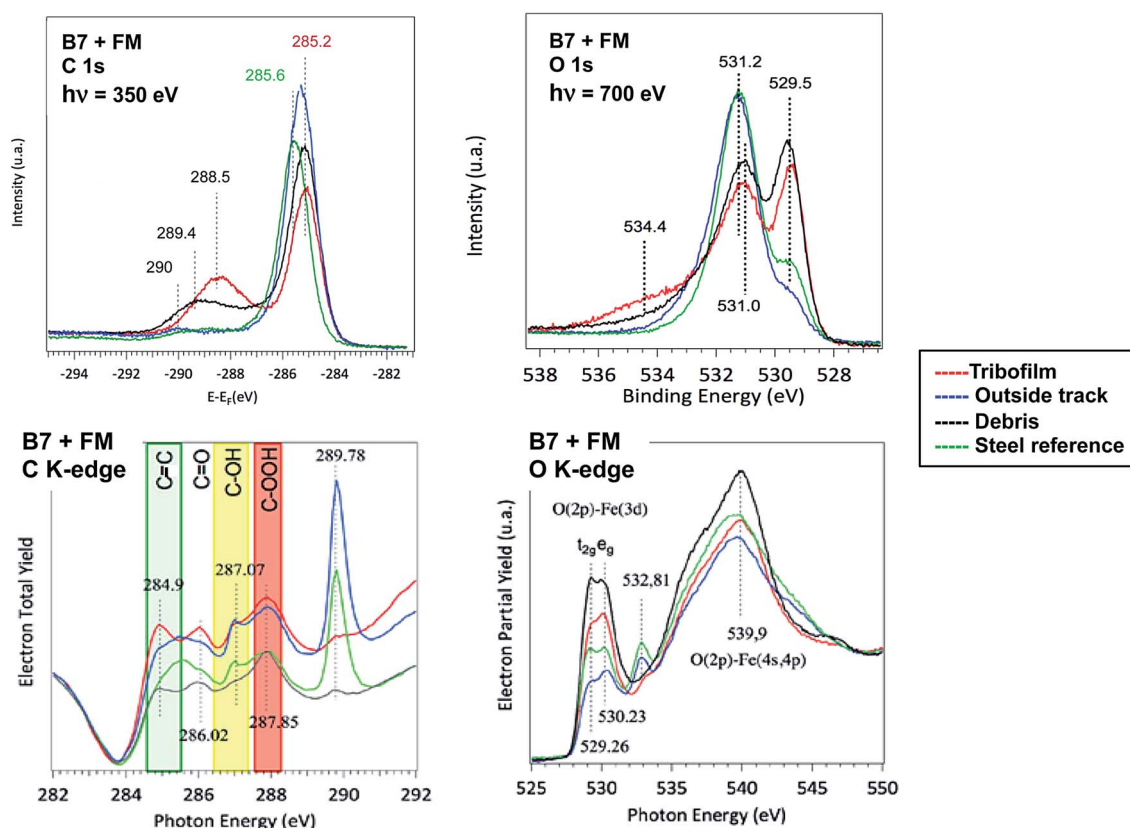 B7 + FM
C 1s
hν = 350 eV
285.2
285.6
288.5
289.4
290
Intensity (u.a.)
-294
-292
-290
-288
-286
-284
-282
E-E_F(eV)
B7 + FM
O 1s
hν = 700 eV
531.2
529.5
534.4
531.0
Intensity (u.a.)
538
536
534
532
530
528
Binding Energy (eV)
Tribofilm
Outside track
Debris
Steel reference
B7 + FM
C K-edge
C=C
C=O
C-OH
C-OOH
289.78
284.9
287.07
286.02
287.85
Electron Total Yield
282
284
286
288
290
292
Photon Energy (eV)
B7 + FM
O K-edge
O(2p)-Fe(3d)
t2g eg
532,81
539,9
O(2p)-Fe(4s,4p)
530.23
529.26
Electron Partial Yield (u.a.)
525
530
535
540
545
550
Photon Energy (eV)